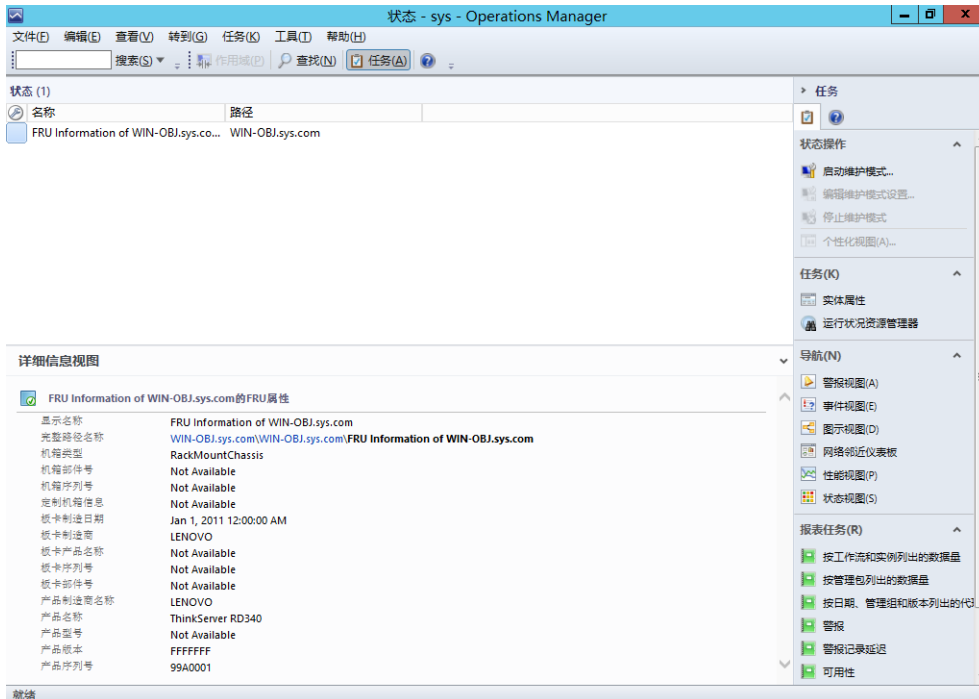 状态 - sys - Operations Manager
文件(F) 编辑(E) 查看(V) 转到(G) 任务(K) 工具(T) 帮助(H)
搜索(S) 作用域(P) 查找(N) 任务(A)
状态 (1)
名称 路径
FRU Information of WIN-OBJ.sys.co... WIN-OBJ.sys.com
详细信息视图
FRU Information of WIN-OBJ.sys.com的FRU属性
显示名称 FRU Information of WIN-OBJ.sys.com
完整路径名称 WIN-OBJ.sys.com\WIN-OBJ.sys.com\FRU Information of WIN-OBJ.sys.com
机箱类型 RackMountChassis
机箱部件号 Not Available
机箱序列号 Not Available
定制机箱信息 Not Available
板卡制造日期 Jan 1, 2011 12:00:00 AM
板卡制造商 LENOVO
板卡产品名称 Not Available
板卡序列号 Not Available
板卡部件号 Not Available
产品制造商名称 LENOVO
产品名称 ThinkServer RD340
产品型号 Not Available
产品版本 FFFFFFF
产品序列号 99A0001
就绪
任务
状态操作
启动维护模式...
编辑维护模式设置...
停止维护模式
个性化视图(A)...
任务(K)
实体属性
运行状况资源管理器
导航(N)
警报视图(A)
事件视图(E)
图示视图(D)
网络邻近仪表板
性能视图(P)
状态视图(S)
报表任务(R)
按工作流和实例列出的数据量
按管理包列出的数据量
按日期、管理组和版本列出的代
警报
警报记录延迟
可用性